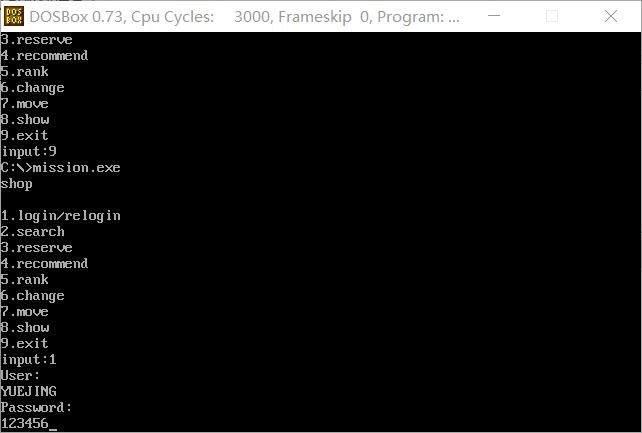 DOSBox 0.73, Cpu Cycles: 3000, Frameskip 0, Program: ...
3.reserve
4.recommend
5.rank
6.change
7.move
8.show
9.exit
input:9
C:\>mission.exe
shop
1.login/relogin
2.search
3.reserve
4.recommend
5.rank
6.change
7.move
8.show
9.exit
input:1
User:
YUEJING
Password:
123456_